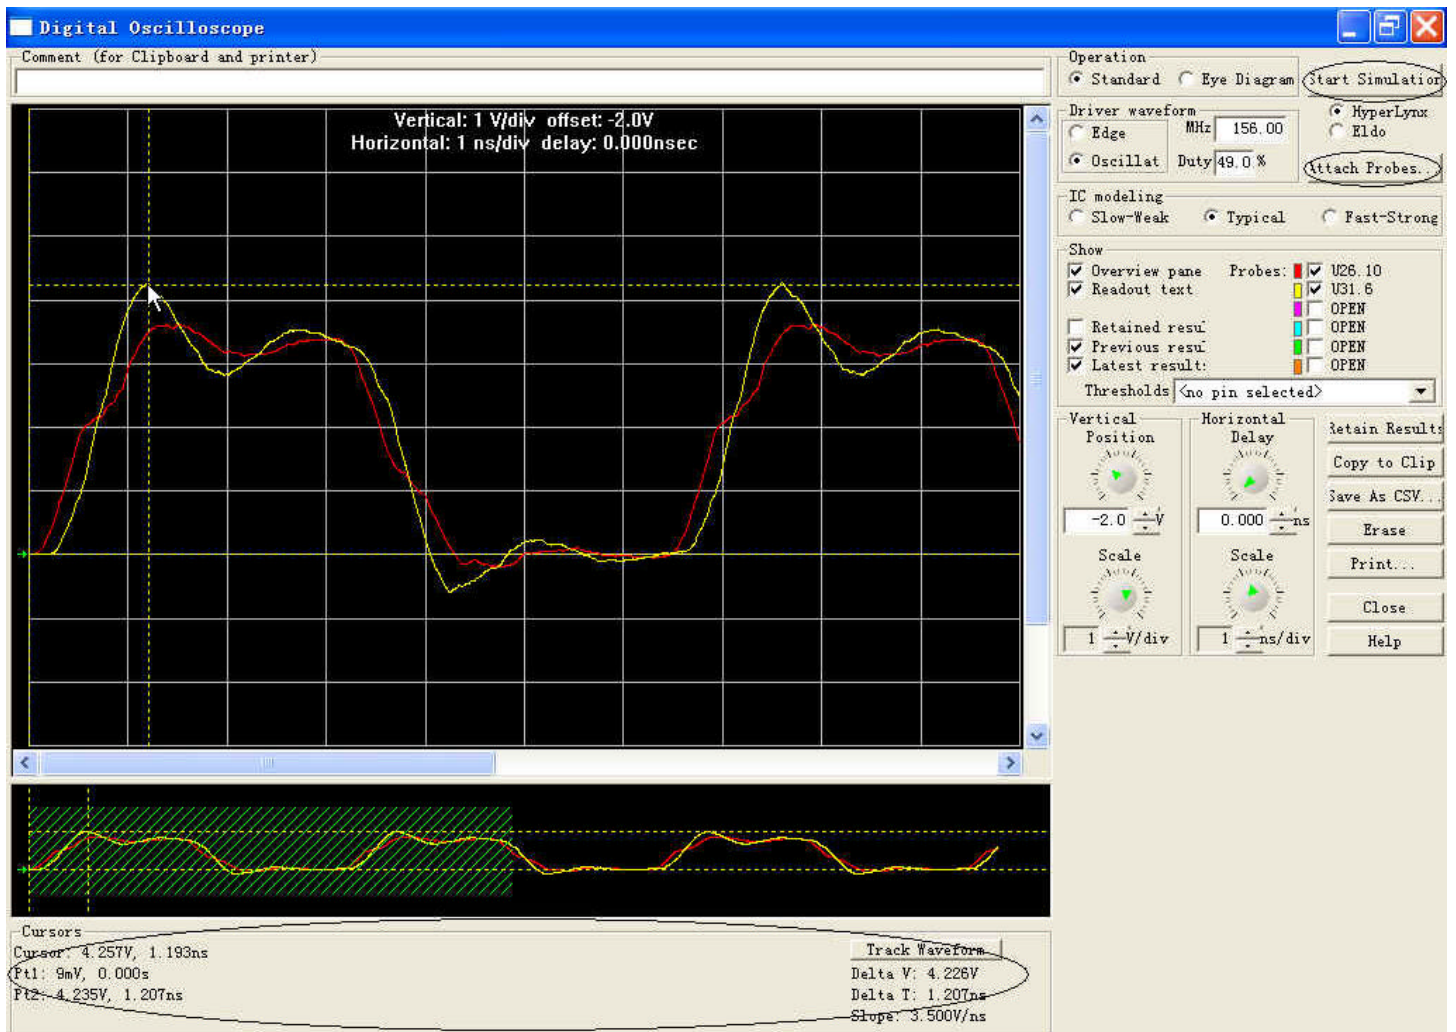 Digital Oscilloscope
Comment (for Clipboard and printer)
Vertical: 1 V/div offset: -2.0V
Horizontal: 1 ns/div delay: 0.000nsec
Operation
Standard Eye Diagram
Start Simulation
Driver waveform
Edge
MHz 156.00
Oscillat
Duty 49.0 %
HyperLynx
Eldo
Attach Probes..
IC modeling
Slow-Weak Typical Fast-Strong
Show
Overview pane Probes: U26.10
Readout text U31.6
OPEN
Retained resu OPEN
Previous resu OPEN
Latest result: OPEN
Thresholds <no pin selected>
Vertical
Position
-2.0 V
Scale
1 V/div
Horizontal
Delay
0.000 ns
Scale
1 ns/div
Retain Results
Copy to Clip
Save As CSV...
Erase
Print...
Close
Help
Cursors
Cursor: 4.257V, 1.193ns
Pt1: 9mV, 0.000s
Pt2: 4.235V, 1.207ns
Track Waveform
Delta V: 4.226V
Delta T: 1.207ns
Slope: 3.500V/ns